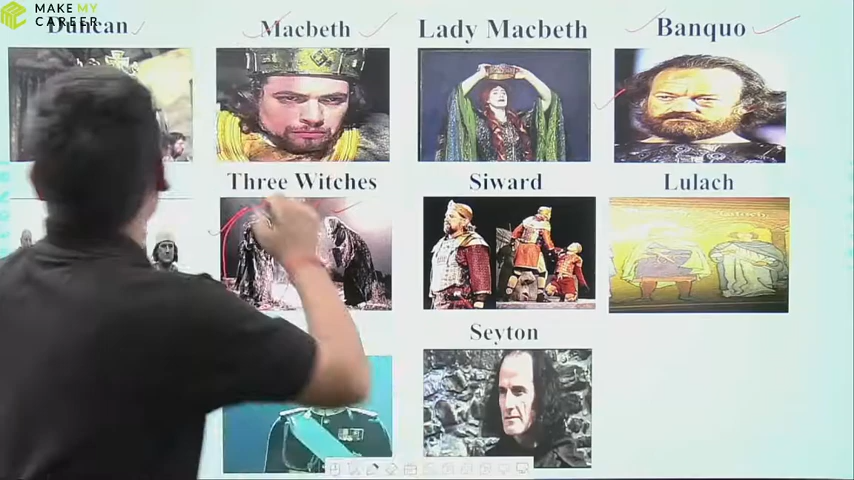 MAKE MY
CAREER
Duncan
Macbeth
Lady Macbeth
Banquo
Three Witches
Siward
Lulach
Seyton